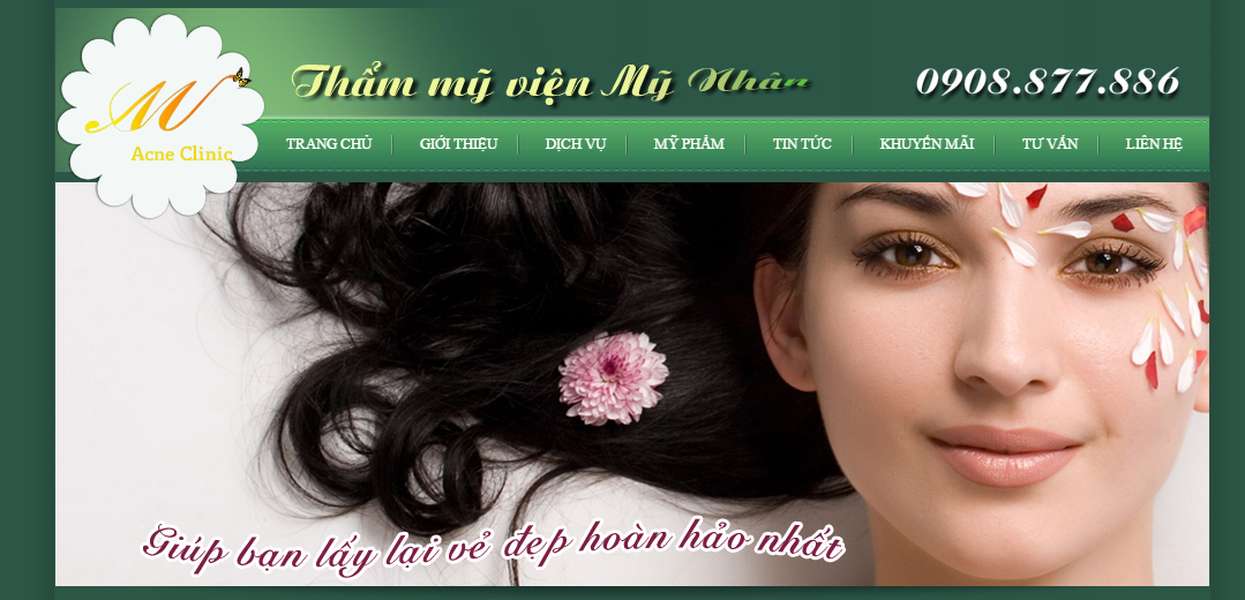 Thẩm mỹ viện Mỹ Nhân
0908.877.886
MN
Acne Clinic
TRANG CHỦ GIỚI THIỆU DỊCH VỤ MỸ PHẨM TIN TỨC KHUYẾN MÃI TƯ VẤN LIÊN HỆ
Giúp bạn lấy lại vẻ đẹp hoàn hảo nhất